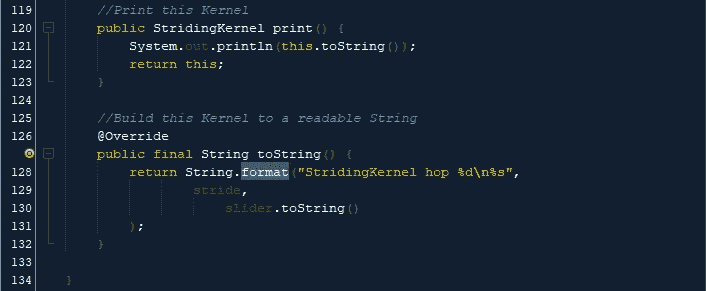 119 //Print this Kernel
120 public StridingKernel print() {
121 System.out.println(this.toString());
122 return this;
123 }
124
125 //Build this Kernel to a readable String
126 @Override
public final String toString() {
128 return String.format("StridingKernel hop %d\n%s",
129 stride,
130 slider.toString()
131 );
132 }
133
134 }